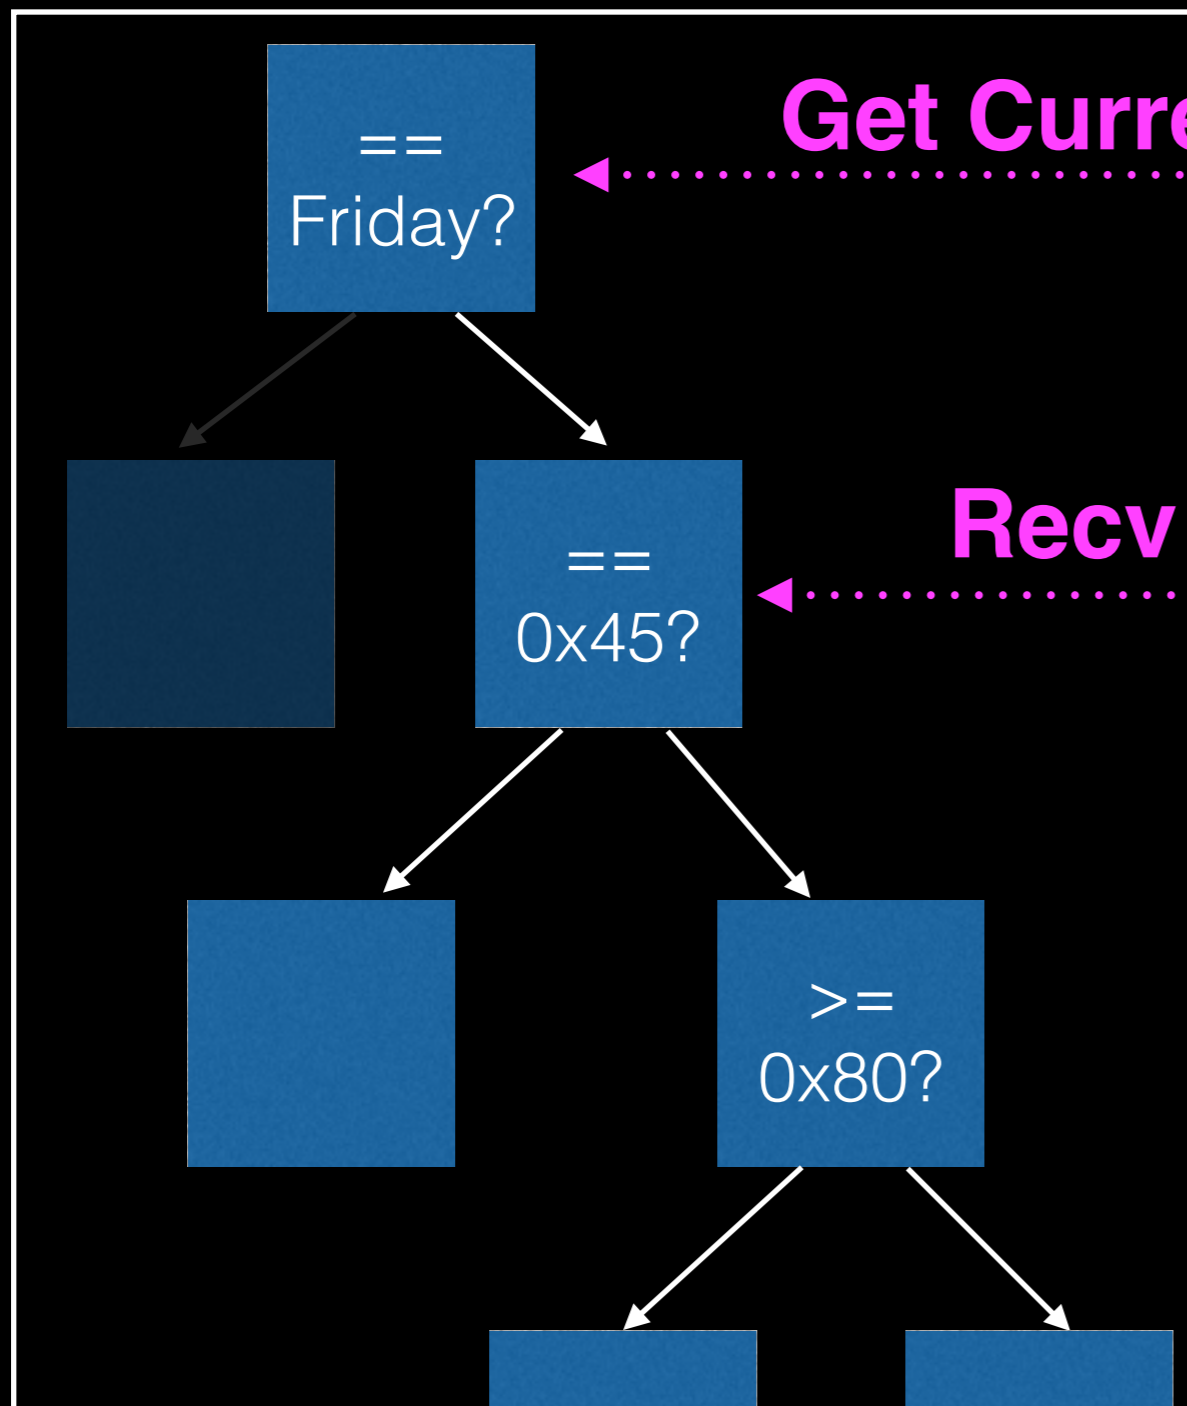 ==
Friday?
Get Curre
==
0x45?
Recv
>=
0x80?